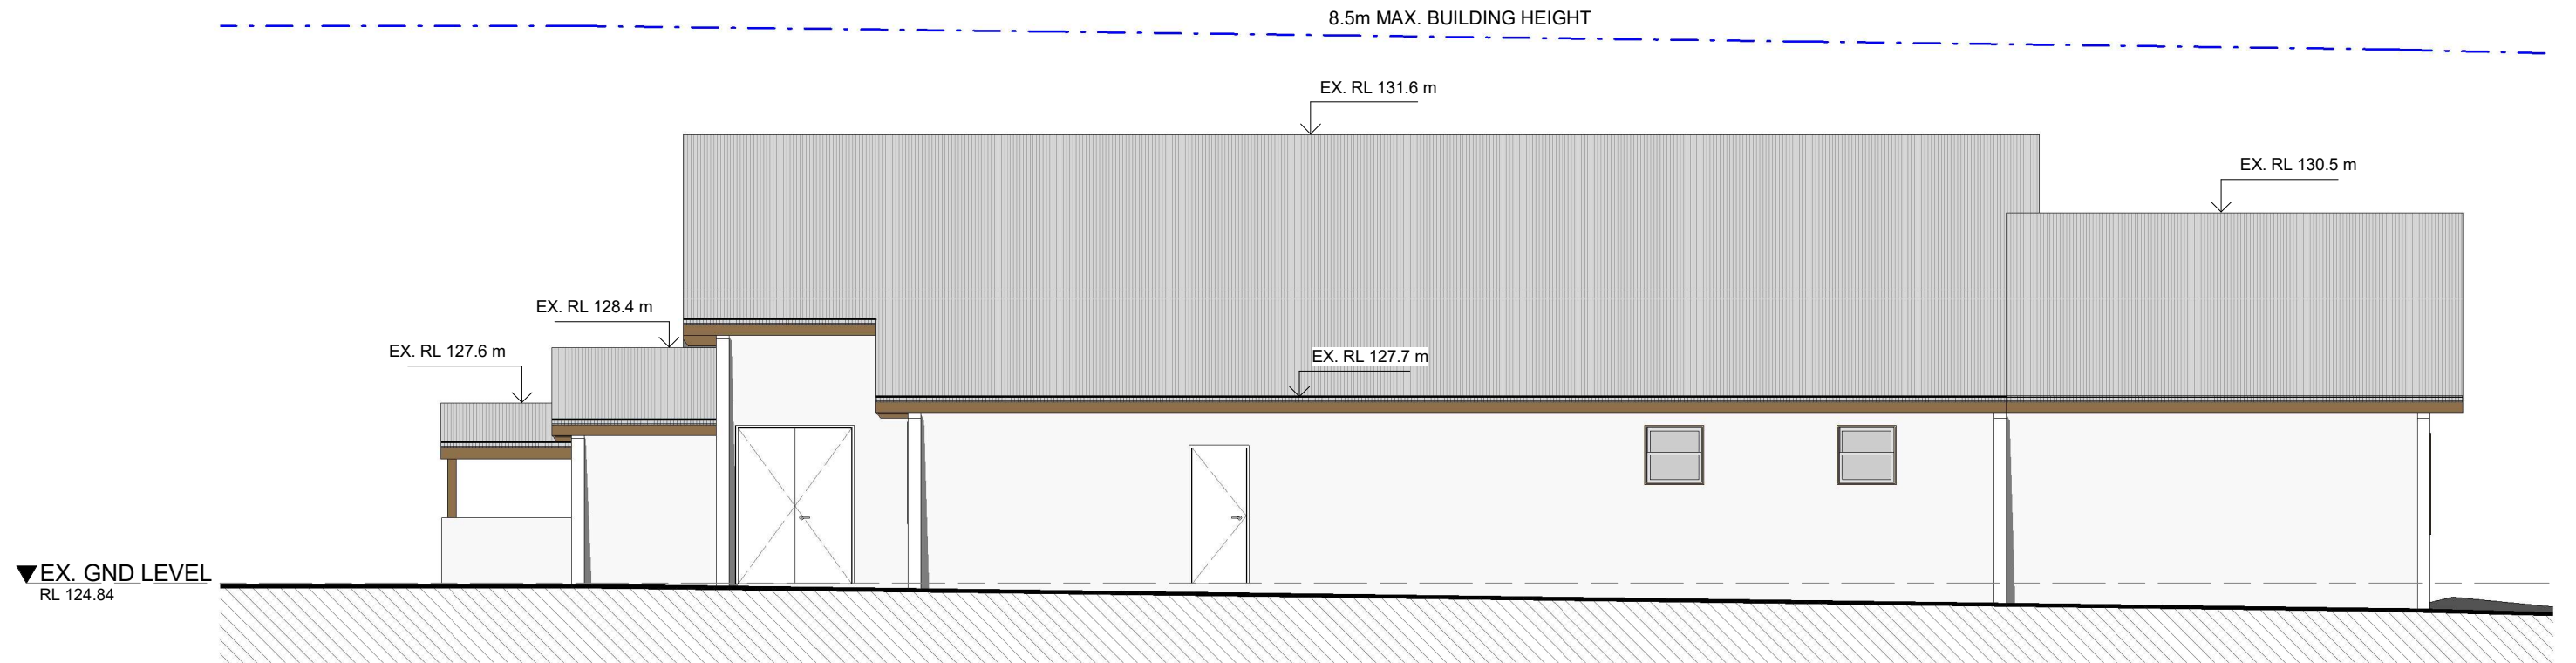 8.5m MAX. BUILDING HEIGHT
EX. RL 131.6 m
EX. RL 130.5 m
EX. RL 128.4 m
EX. RL 127.6 m
EX. RL 127.7 m
EX. GND LEVEL
RL 124.84